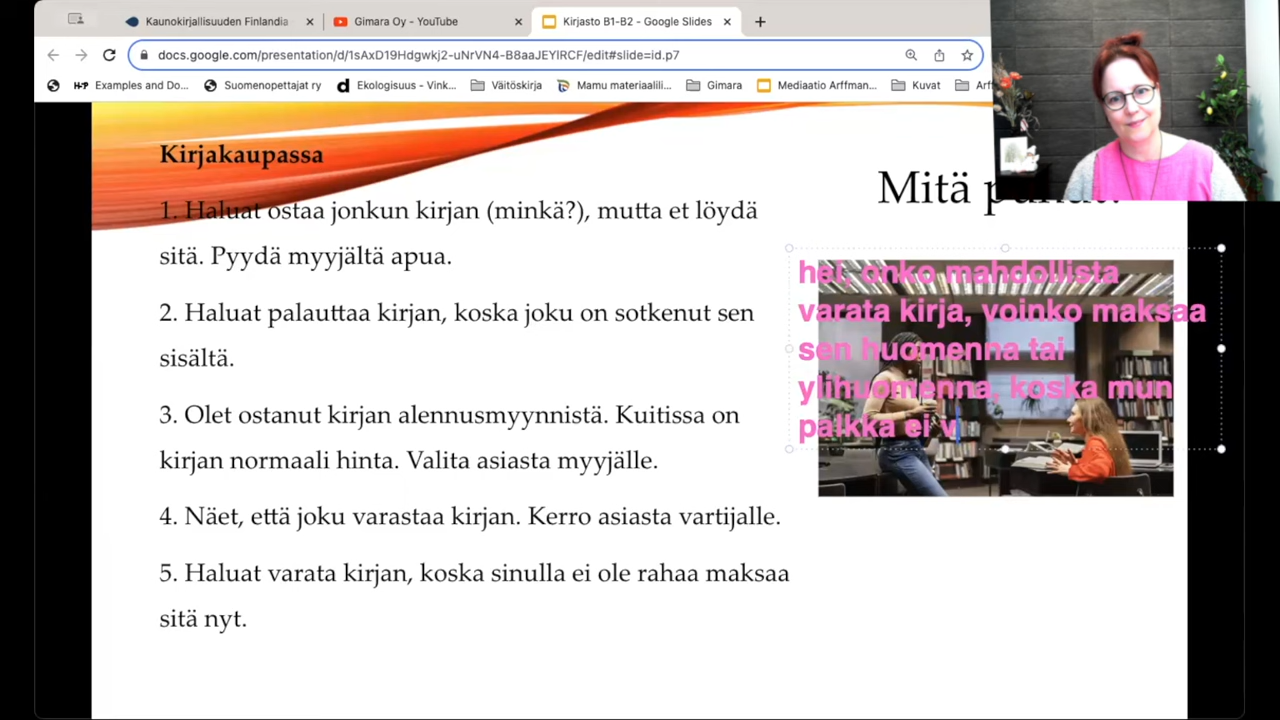 Kaunokirjallisuuden Finlandia
Gimara Oy - YouTube
Kirjasto B1-B2 - Google Slides
docs.google.com/presentation/d/1sAxD19Hdgwkj2-uNrVN4-B8aaJEYlRCF/edit#slide=id.p7
Examples and Do...
Suomenopettajat ry
Ekologisuus - Vink...
Väitöskirja
Mamu materiaalili...
Gimara
Mediaatio Arffman...
Kuvat
Arff
Kirjakaupassa
1. Haluat ostaa jonkun kirjan (minkä?), mutta et löydä
sitä. Pyydä myyjältä apua.
2. Haluat palauttaa kirjan, koska joku on sotkenut sen
sisältä.
3. Olet ostanut kirjan alennusmyynnistä. Kuitissa on
kirjan normaali hinta. Valita asiasta myyjälle.
4. Näet, että joku varastaa kirjan. Kerro asiasta vartijalle.
5. Haluat varata kirjan, koska sinulla ei ole rahaa maksaa
sitä nyt.
Mitä
hei, onko mahdollista
varata kirja, voinko maksaa
sen huomenna tai
ylihuomenna, koska mun
palkka ei v